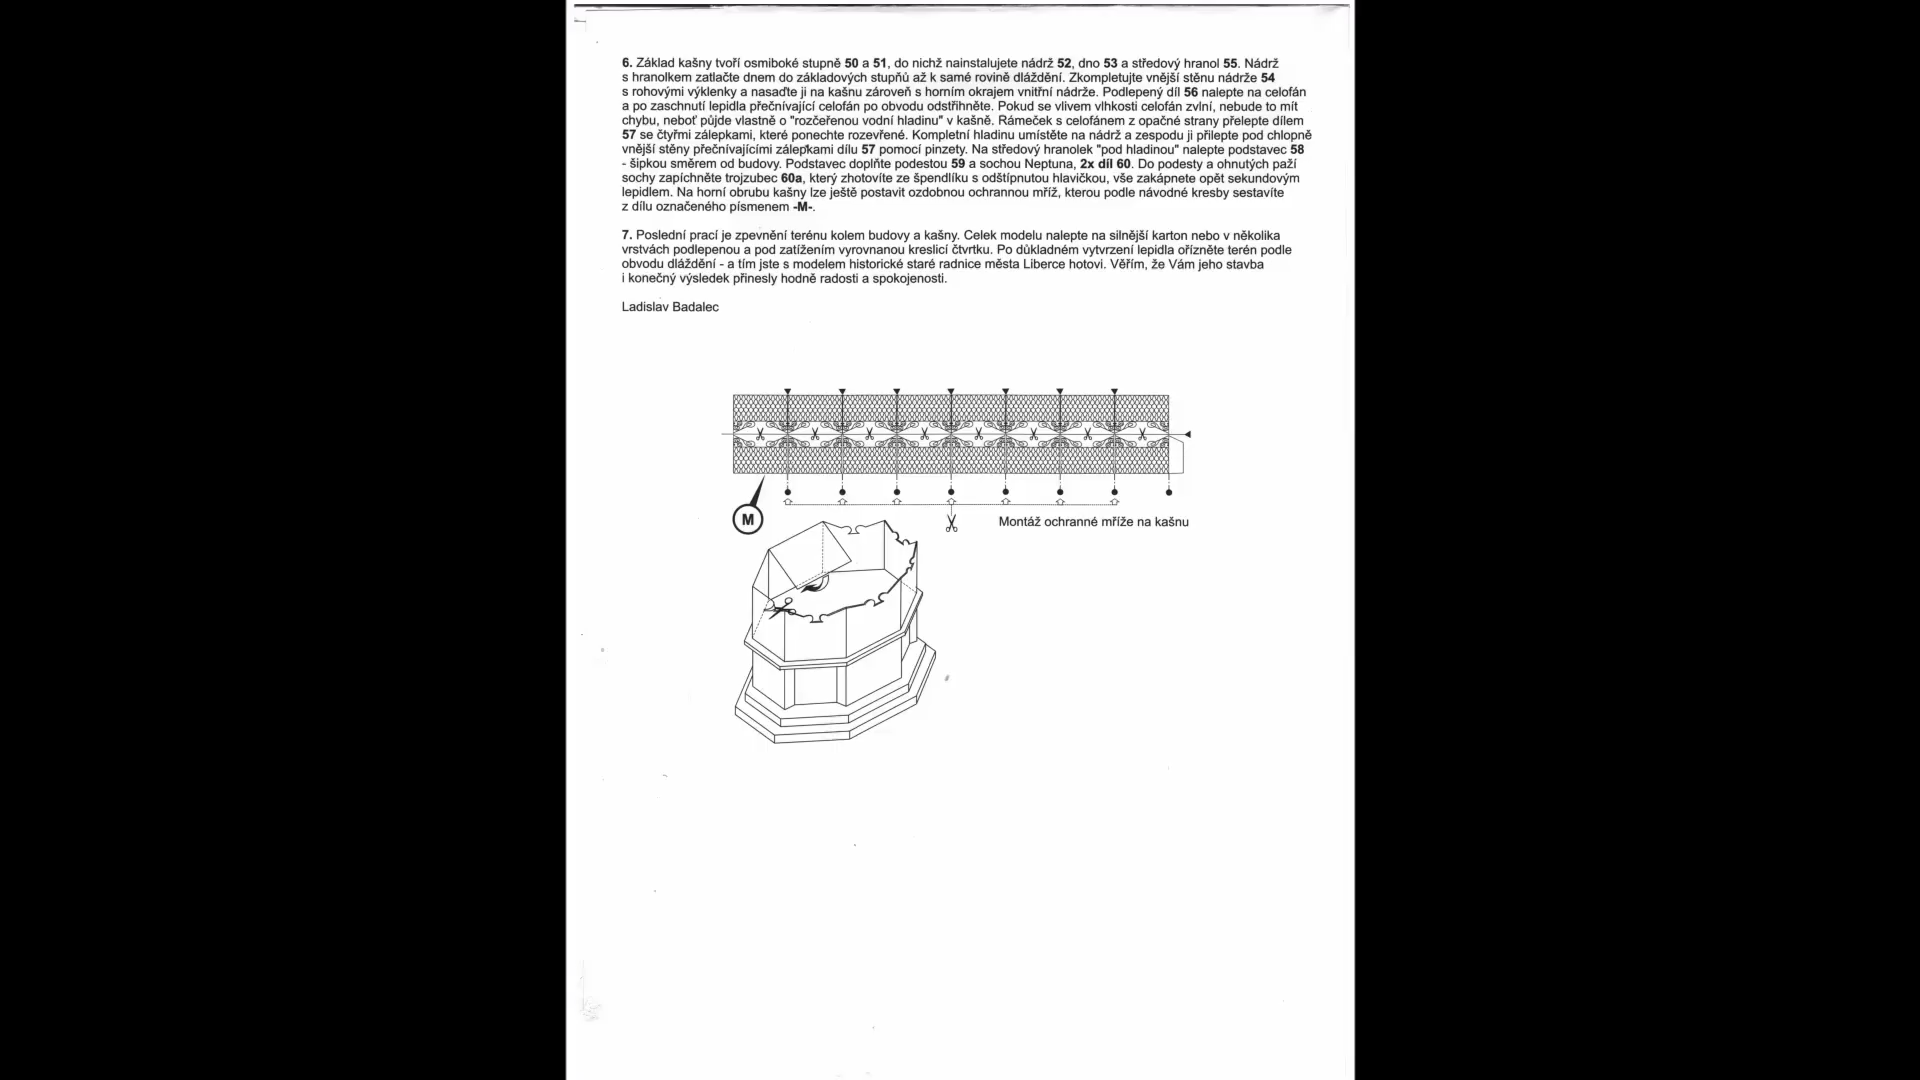 6. Základ kašny tvoří osmiboké stupně 50 a 51, do nichž nainstalujete nádrž 52, dno 53 a středový hranol 55. Nádrž
s hranolkem zatlačte dnem do základových stupňů až k samé rovině dláždění. Zkompletujte vnější stěnu nádrže 54
s rohovými výklenky a nasaďte ji na kašnu zároveň s horním okrajem vnitřní nádrže. Podlepený díl 56 nalepte na celofán
a po zaschnutí lepidla přečnívající celofán po obvodu odstřihněte. Pokud se vlivem vlhkosti celofán zvlní, nebude to mít
chybu, neboť půjde vlastně o "rozčeřenou vodní hladinu" v kašně. Rámeček s celofánem z opačné strany přelepte dílem
57 se čtyřmi zálepkami, které ponechte rozevřené. Kompletní hladinu umístěte na nádrž a zespodu ji přilepte pod chlopně
vnější stěny přečnívajícími zálepkami dílu 57 pomocí pinzety. Na středový hranolek "pod hladinou" nalepte podstavec 58
- šipkou směrem od budovy. Podstavec doplňte podestou 59 a sochou Neptuna, 2x díl 60. Do podesty a ohnutých paží
sochy zapíchněte trojzubec 60a, který zhotovíte ze špendlíku s odštípnutou hlavičkou, vše zakápnete opět sekundovým
lepidlem. Na horní obrubu kašny lze ještě postavit ozdobnou ochrannou mříž, kterou podle návodné kresby sestavíte
z dílu označeného písmenem -M-.
7. Poslední prací je zpevnění terénu kolem budovy a kašny. Celek modelu nalepte na silnější karton nebo v několika
vrstvách podlepenou a pod zatížením vyrovnanou kreslicí čtvrtku. Po důkladném vytvrzení lepidla ořízněte terén podle
obvodu dláždění - a tím jste s modelem historické staré radnice města Liberce hotovi. Věřím, že Vám jeho stavba
i konečný výsledek přinesly hodně radosti a spokojenosti.
Ladislav Badalec
M
Montáž ochranné mříže na kašnu